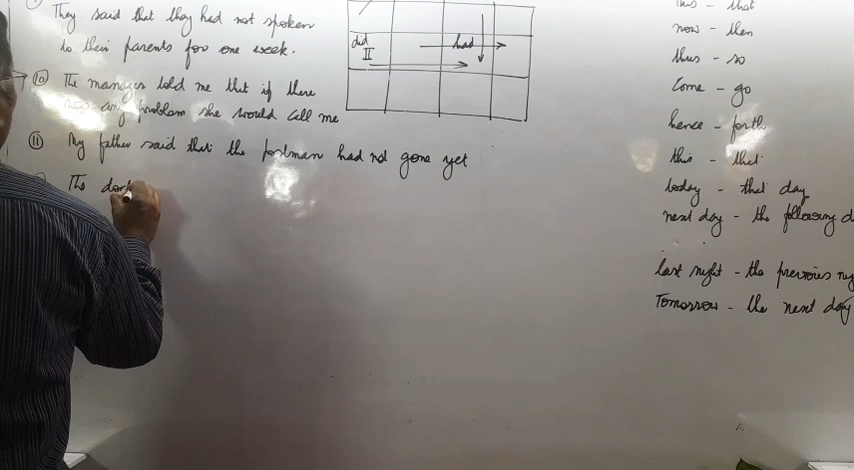 They said that they had not spoken
to their parents for one week.
did
II
had
⑩ The manager told me that if there
any problem she would call me
⑪ My father said that the postman had not gone yet
The
this - that
now - then
thus - so
Come - go
hence - forth
this - that
today - that day
next day - the following
last night - the previous
Tomorrow - the next day